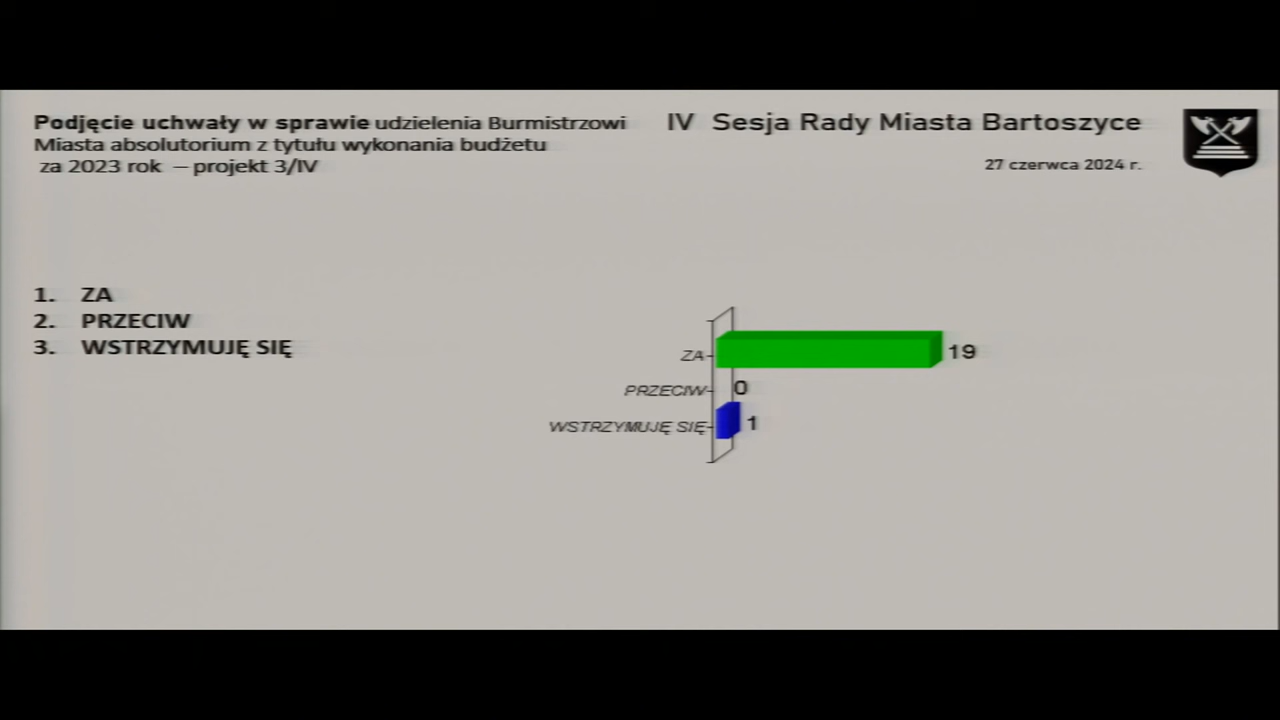 Podjęcie uchwały w sprawie udzielenia Burmistrzowi
Miasta absolutorium z tytułu wykonania budżetu
za 2023 rok – projekt 3/IV
IV Sesja Rady Miasta Bartoszyce
27 czerwca 2024 r.
1. ZA
2. PRZECIW
3. WSTRZYMUJĘ SIĘ
ZA 19
PRZECIW 0
WSTRZYMUJĘ SIĘ 1